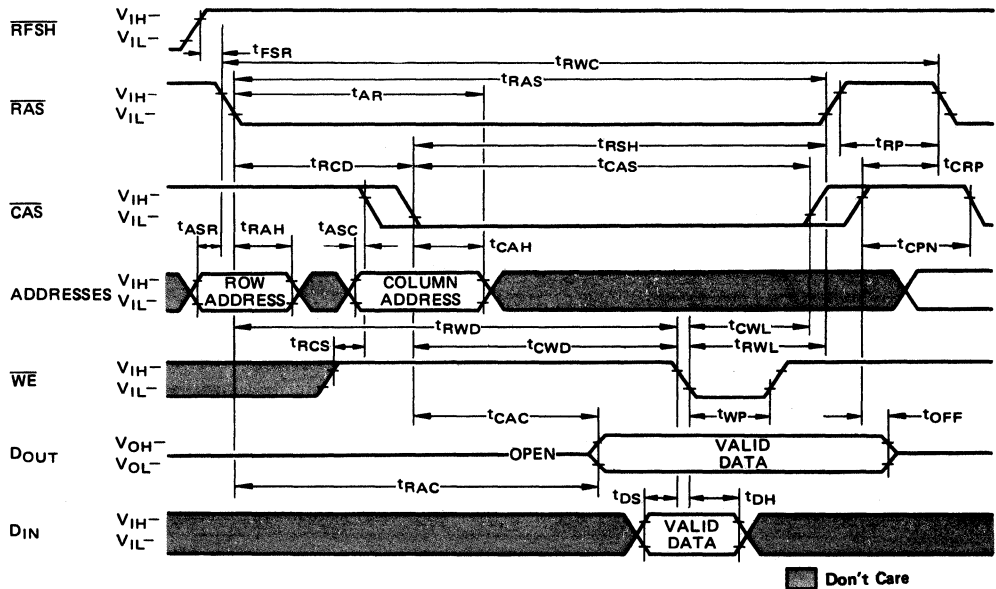 RFSH
VIH–
VIL–
tFSR
tRWC
tRAS
tAR
RAS
VIH–
VIL–
tRSH
tRP
tRCD
tCAS
tCRP
CAS
VIH–
VIL–
tASR
tRAH
tASC
tCAH
tCPN
ADDRESSES
VIH–
VIL–
ROW
ADDRESS
COLUMN
ADDRESS
tRWD
tCWL
tRCS
tCWD
tRWL
WE
VIH–
VIL–
tCAC
tWP
tOFF
DOUT
VOH–
VOL–
OPEN
VALID
DATA
tRAC
tDS
tDH
DIN
VIH–
VIL–
VALID
DATA
Don't Care